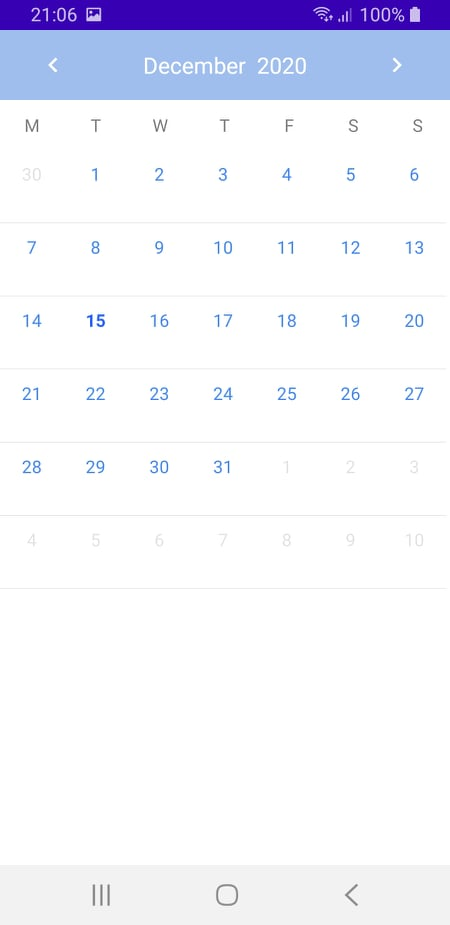 21:06 100%
December 2020
M T W T F S S
30 1 2 3 4 5 6
7 8 9 10 11 12 13
14 15 16 17 18 19 20
21 22 23 24 25 26 27
28 29 30 31 1 2 3
4 5 6 7 8 9 10